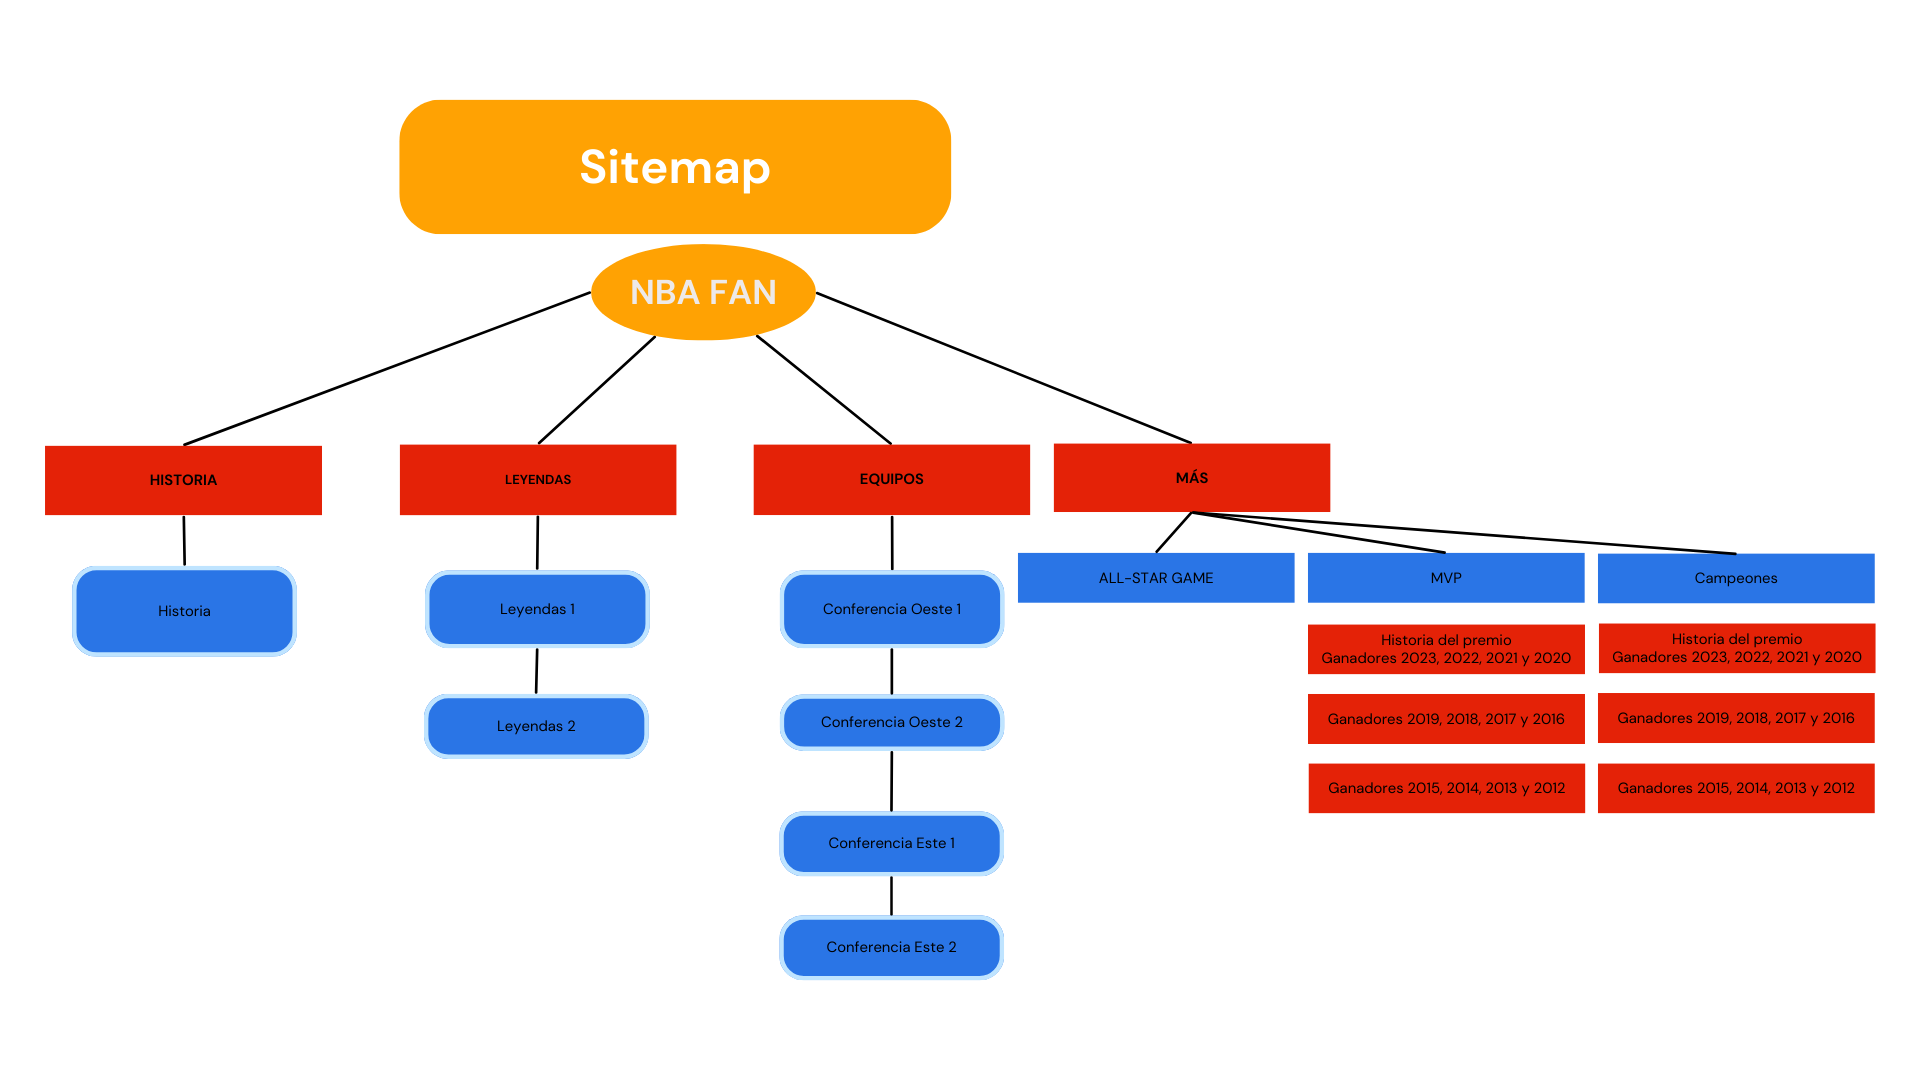 Sitemap
NBA FAN
HISTORIA
LEYENDAS
EQUIPOS
MÁS
Historia
Leyendas 1
Leyendas 2
Conferencia Oeste 1
Conferencia Oeste 2
Conferencia Este 1
Conferencia Este 2
ALL-STAR GAME
MVP
Historia del premio
Ganadores 2023, 2022, 2021 y 2020
Ganadores 2019, 2018, 2017 y 2016
Ganadores 2015, 2014, 2013 y 2012
Campeones
Historia del premio
Ganadores 2023, 2022, 2021 y 2020
Ganadores 2019, 2018, 2017 y 2016
Ganadores 2015, 2014, 2013 y 2012